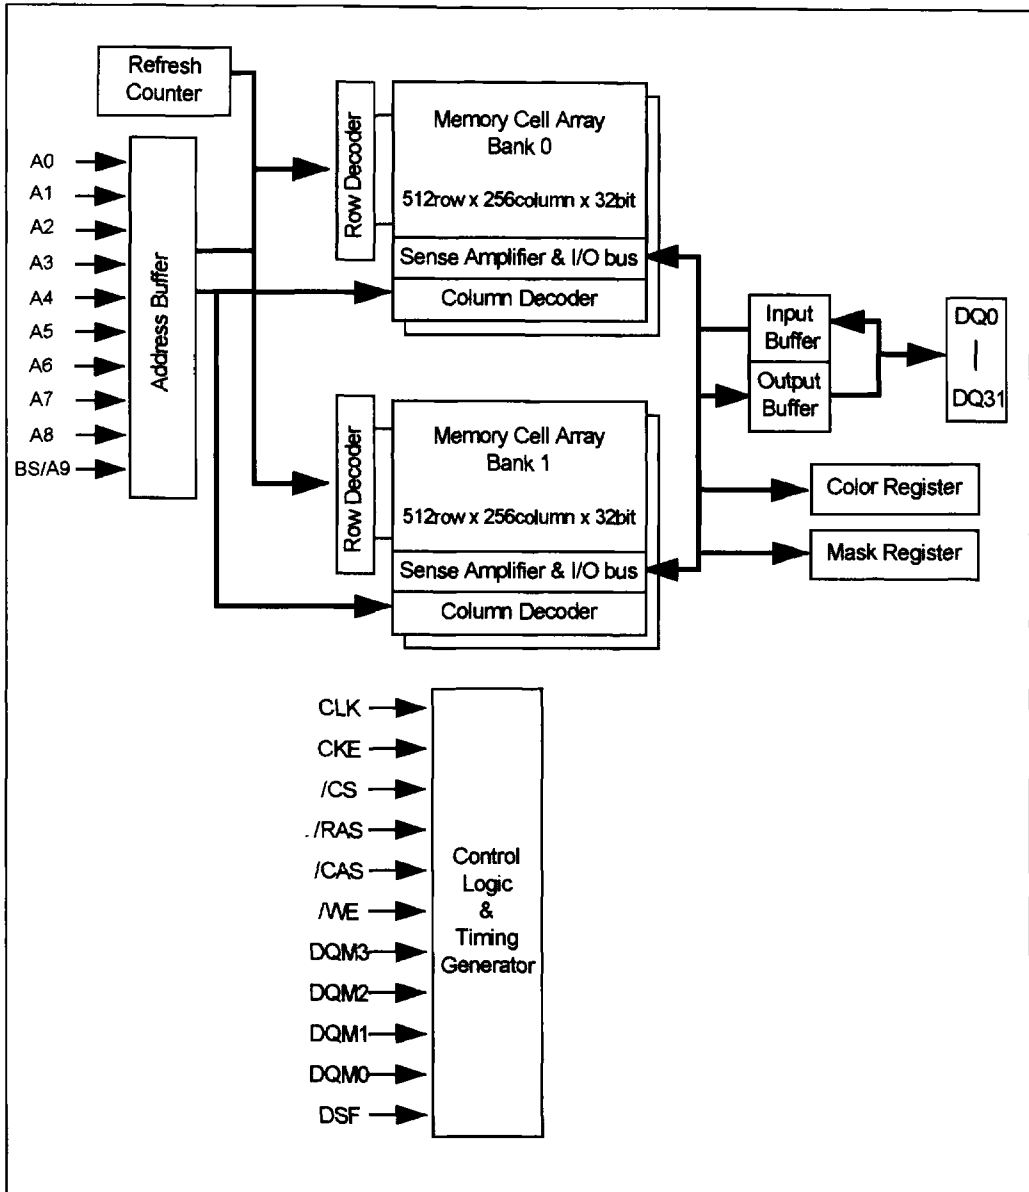 Refresh
Counter
A0
A1
A2
A3
A4
A5
A6
A7
A8
BS/A9
Address Buffer
Row Decoder
Memory Cell Array
Bank 0
512row x 256column x 32bit
Sense Amplifier & I/O bus
Column Decoder
Row Decoder
Memory Cell Array
Bank 1
512row x 256column x 32bit
Sense Amplifier & I/O bus
Column Decoder
Input
Buffer
Output
Buffer
DQ0
DQ31
Color Register
Mask Register
CLK
CKE
/CS
/RAS
/CAS
/WE
DQM3
DQM2
DQM1
DQM0
DSF
Control
Logic
&
Timing
Generator